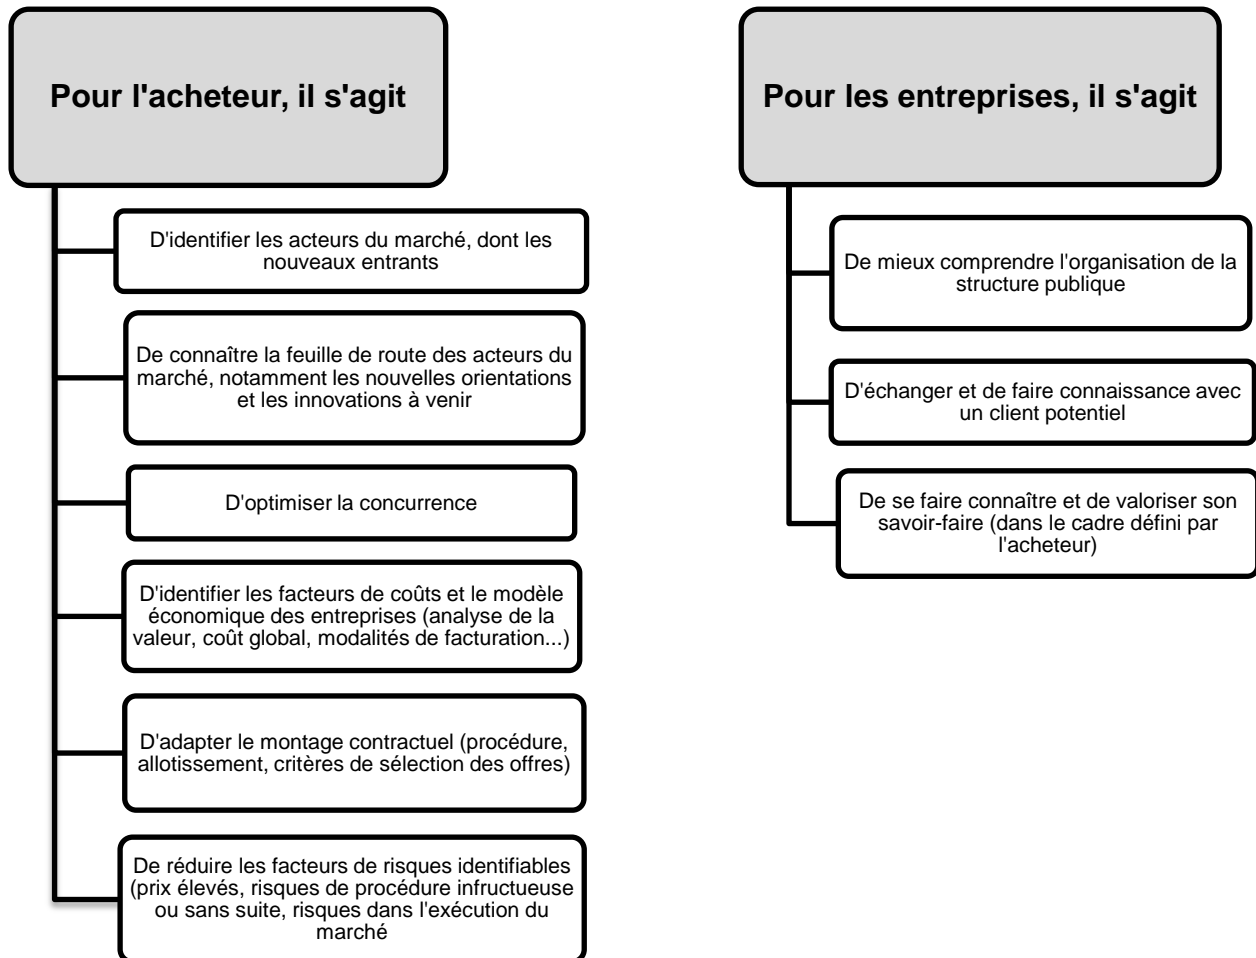 Pour l'acheteur, il s'agit
D'identifier les acteurs du marché, dont les
nouveaux entrants
De connaître la feuille de route des acteurs du
marché, notamment les nouvelles orientations
et les innovations à venir
D'optimiser la concurrence
D'identifier les facteurs de coûts et le modèle
économique des entreprises (analyse de la
valeur, coût global, modalités de facturation...)
D'adapter le montage contractuel (procédure,
allotissement, critères de sélection des offres)
De réduire les facteurs de risques identifiables
(prix élevés, risques de procédure infructueuse
ou sans suite, risques dans l'exécution du
marché
Pour les entreprises, il s'agit
De mieux comprendre l'organisation de la
structure publique
D'échanger et de faire connaissance avec
un client potentiel
De se faire connaître et de valoriser son
savoir-faire (dans le cadre défini par
l'acheteur)